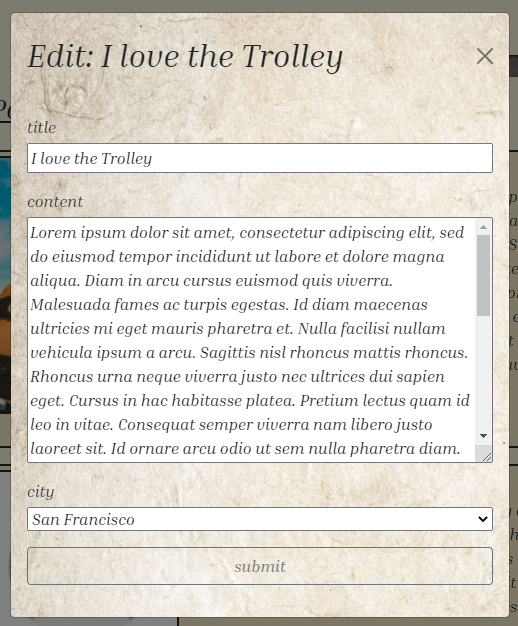 Edit: I love the Trolley
title
I love the Trolley
content
Lorem ipsum dolor sit amet, consectetur adipiscing elit, sed
do eiusmod tempor incididunt ut labore et dolore magna
aliqua. Diam in arcu cursus euismod quis viverra.
Malesuada fames ac turpis egestas. Id diam maecenas
ultricies mi eget mauris pharetra et. Nulla facilisi nullam
vehicula ipsum a arcu. Sagittis nisl rhoncus mattis rhoncus.
Rhoncus urna neque viverra justo nec ultrices dui sapien
eget. Cursus in hac habitasse platea. Pretium lectus quam id
leo in vitae. Consequat semper viverra nam libero justo
laoreet sit. Id ornare arcu odio ut sem nulla pharetra diam.
city
San Francisco
submit